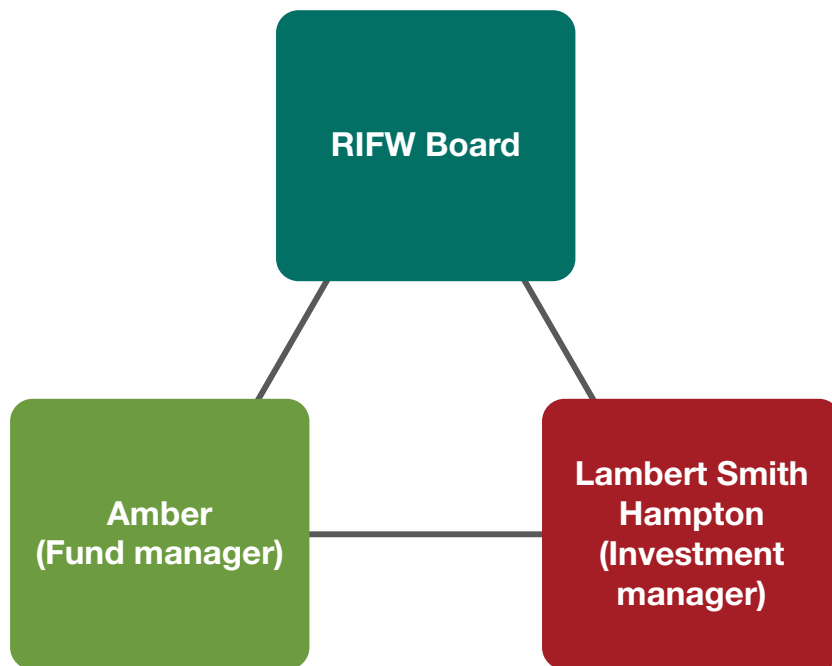 RIFW Board
Amber
(Fund manager)
Lambert Smith
Hampton
(Investment
manager)